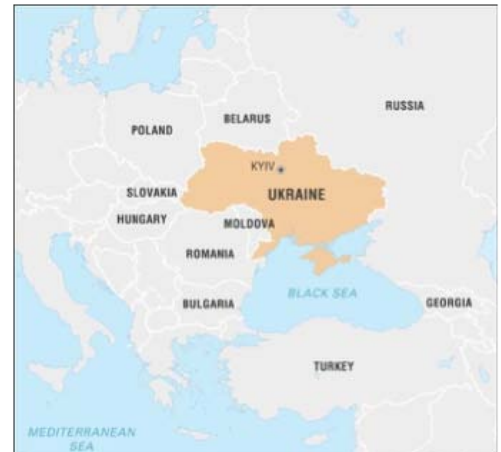 RUSSIA
BELARUS
POLAND
KYIV
UKRAINE
SLOVAKIA
HUNGARY
MOLDOVA
ROMANIA
BLACK SEA
BULGARIA
GEORGIA
TURKEY
MEDITERRANEAN
SEA